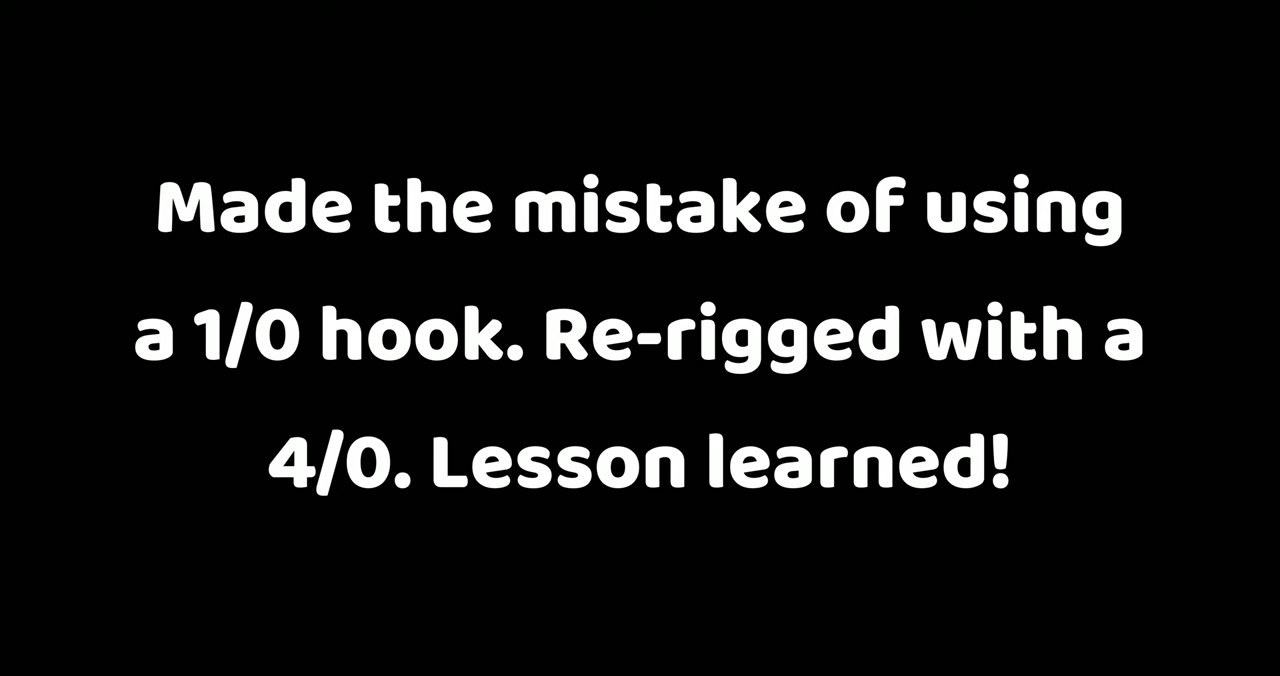 Made the mistake of using
a 1/0 hook. Re-rigged with a
4/0. Lesson learned!